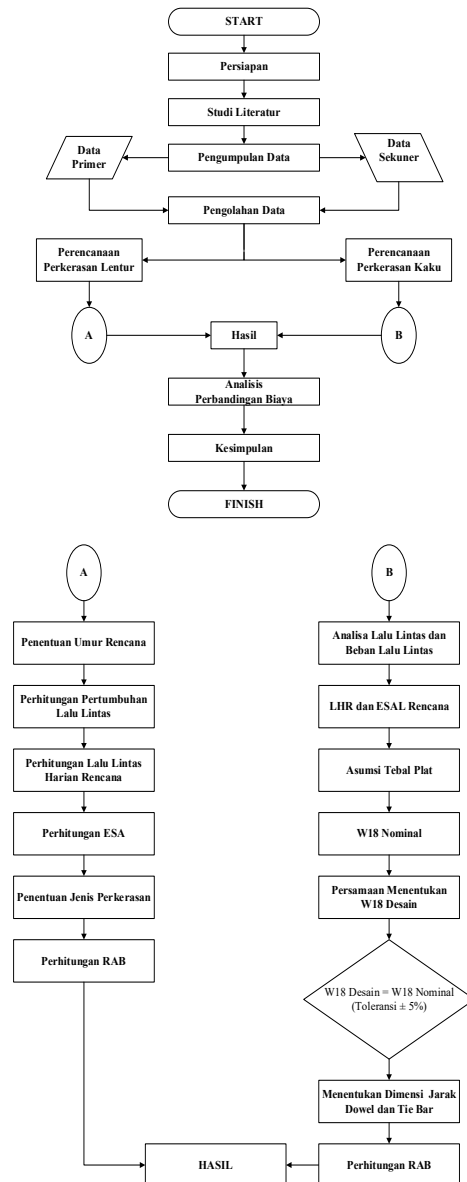 START
Persiapan
Studi Literatur
Data
Primer
Pengumpulan Data
Data
Sekuner
Pengolahan Data
Perencanaan
Perkerasan Lentur
Perencanaan
Perkerasan Kaku
A
Hasil
B
Analisis
Perbandingan Biaya
Kesimpulan
FINISH
A
Penentuan Umur Rencana
Perhitungan Pertumbuhan
Lalu Lintas
Perhitungan Lalu Lintas
Harian Rencana
Perhitungan ESA
Penentuan Jenis Perkerasan
Perhitungan RAB
B
Analisa Lalu Lintas dan
Beban Lalu Lintas
LHR dan ESAL Rencana
Asumsi Tebal Plat
W18 Nominal
Persamaan Menentukan
W18 Desain
W18 Desain = W18 Nominal
(Toleransi ± 5%)
Menentukan Dimensi Jarak
Dowel dan Tie Bar
HASIL
Perhitungan RAB